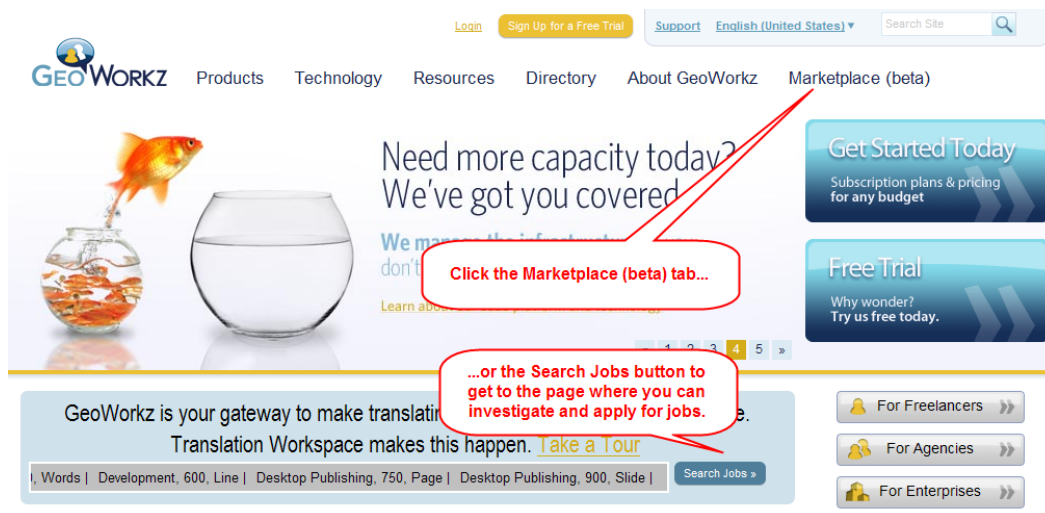 Login
Sign Up for a Free Trial
Support
English (United States) ▾
Search Site
GEOWORKZ
Products
Technology
Resources
Directory
About GeoWorkz
Marketplace (beta)
Need more capacity today?
We've got you covered
We manage the
don't
Learn
Click the Marketplace (beta) tab...
Get Started Today
Subscription plans & pricing
for any budget
Free Trial
Why wonder?
Try us free today.
« 1 2 3 4 5 »
...or the Search Jobs button to
get to the page where you can
investigate and apply for jobs.
GeoWorkz is your gateway to make
Translation Workspace makes this happen. Take a Tour
, Words | Development, 600, Line | Desktop Publishing, 750, Page | Desktop Publishing, 900, Slide |
Search Jobs »
For Freelancers »
For Agencies »
For Enterprises »